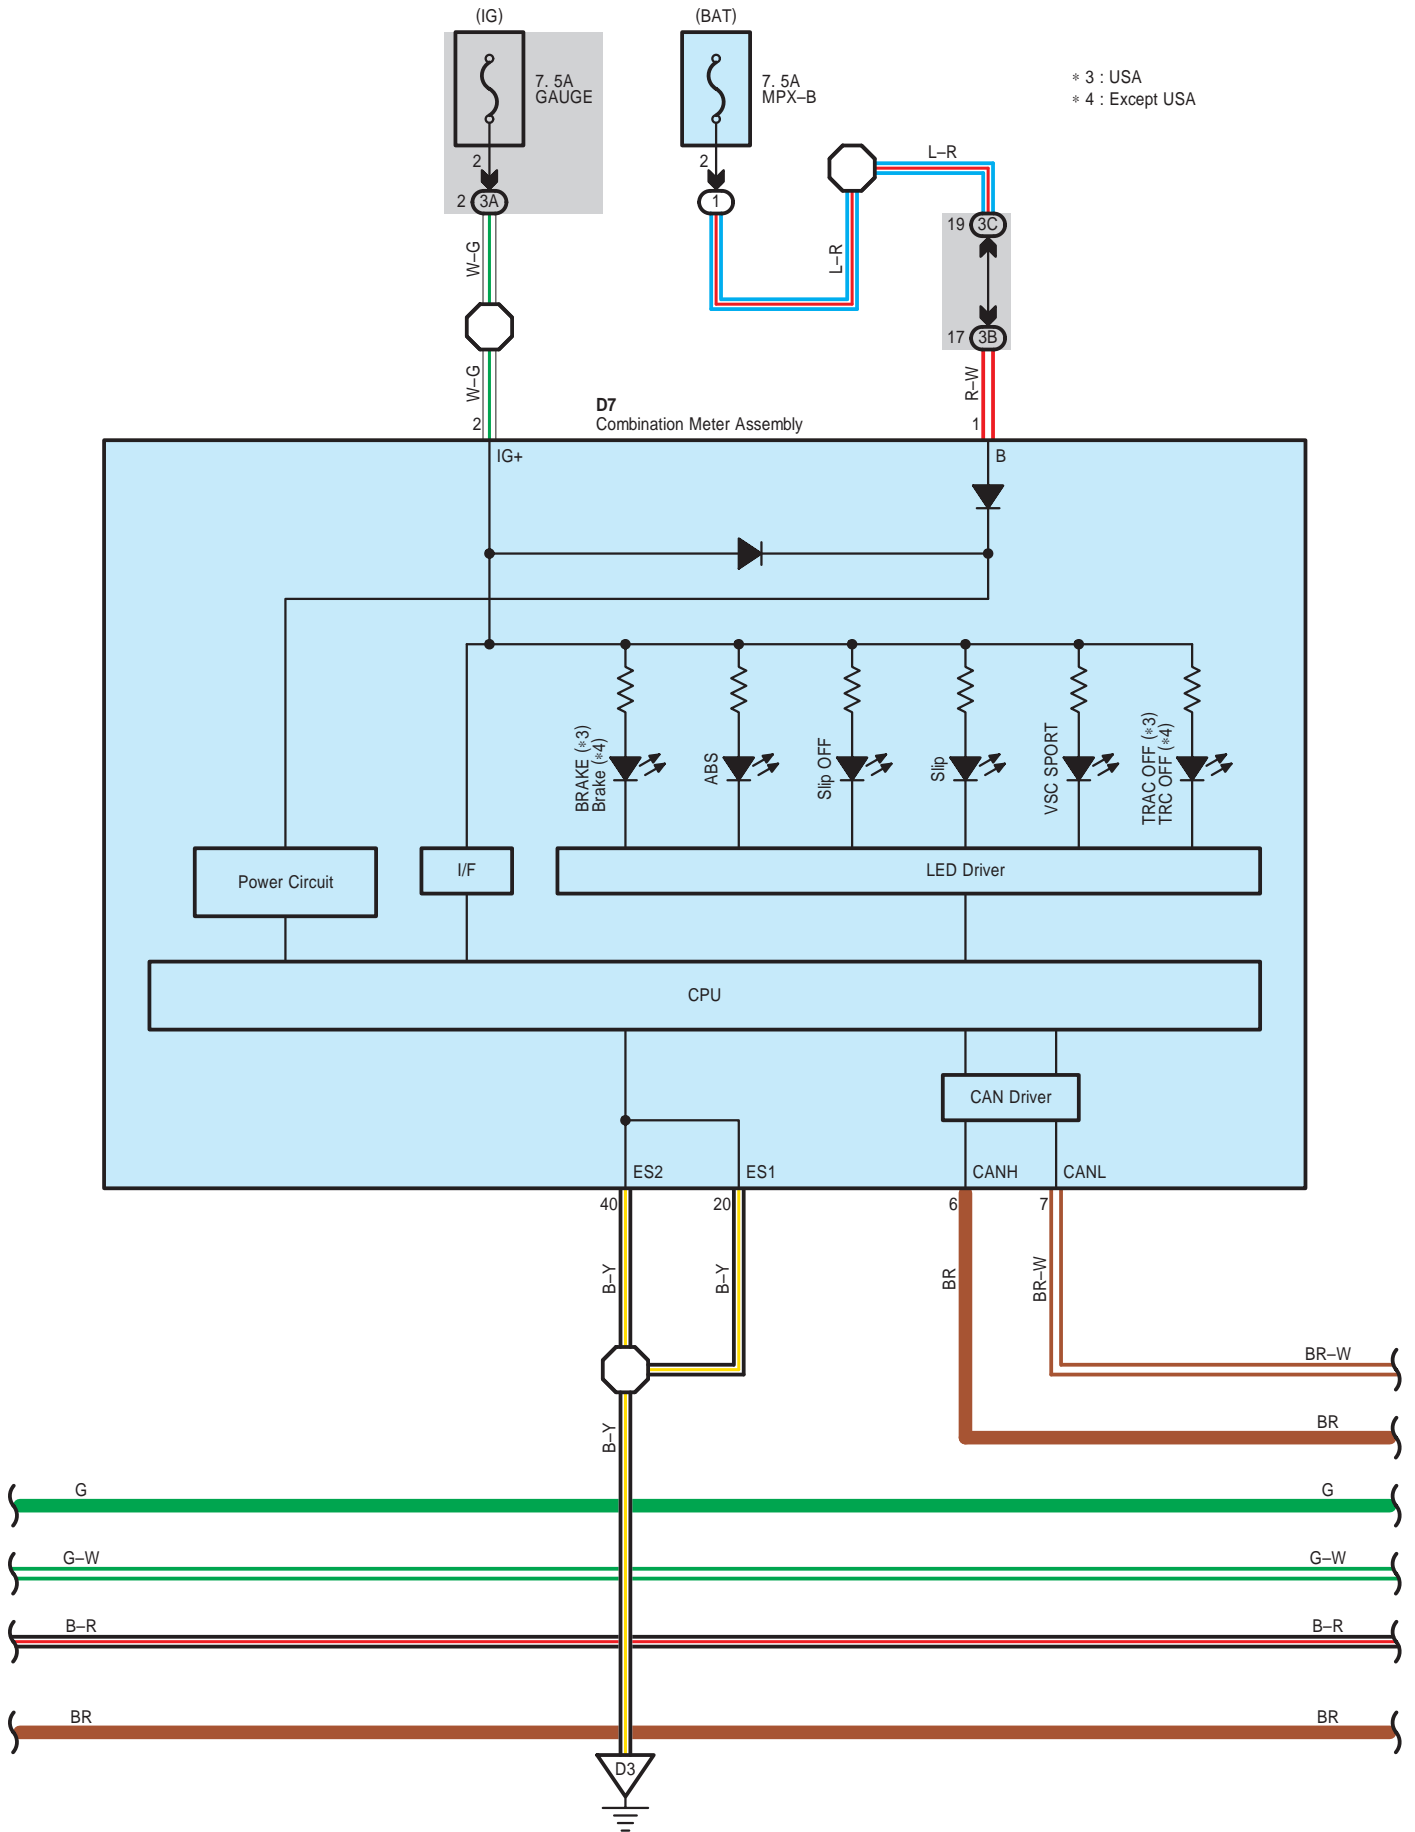 (IG)
(BAT)
7. 5A
GAUGE
7. 5A
MPX–B
∗ 3 : USA
∗ 4 : Except USA
2
2 3A
2
1
L–R
L–R
19 3C
17 3B
W–G
W–G
R–W
D7
Combination Meter Assembly
2
1
IG+
B
BRAKE (∗3)
Brake (∗4)
ABS
Slip OFF
Slip
VSC SPORT
TRAC OFF (∗3)
TRC OFF (∗4)
Power Circuit
I/F
LED Driver
CPU
CAN Driver
ES2
ES1
CANH
CANL
40
20
6
7
B–Y
B–Y
BR
BR–W
BR–W
BR
B–Y
G
G
G–W
G–W
B–R
B–R
BR
BR
D3